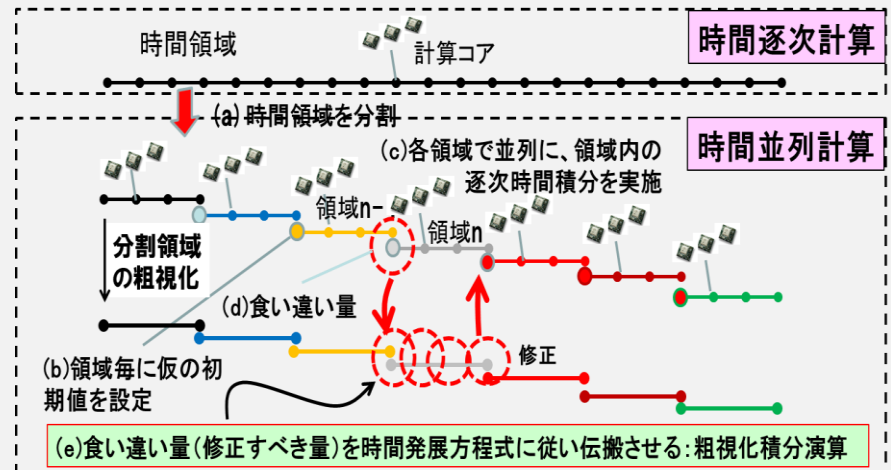 時間領域
計算コア
時間逐次計算
(a) 時間領域を分割
時間並列計算
(c)各領域で並列に、領域内の
逐次時間積分を実施
領域n-
領域n
分割領域
の粗視化
(d)食い違い量
(b)領域毎に仮の初
期値を設定
修正
(e)食い違い量(修正すべき量)を時間発展方程式に従い伝搬させる:粗視化積分演算